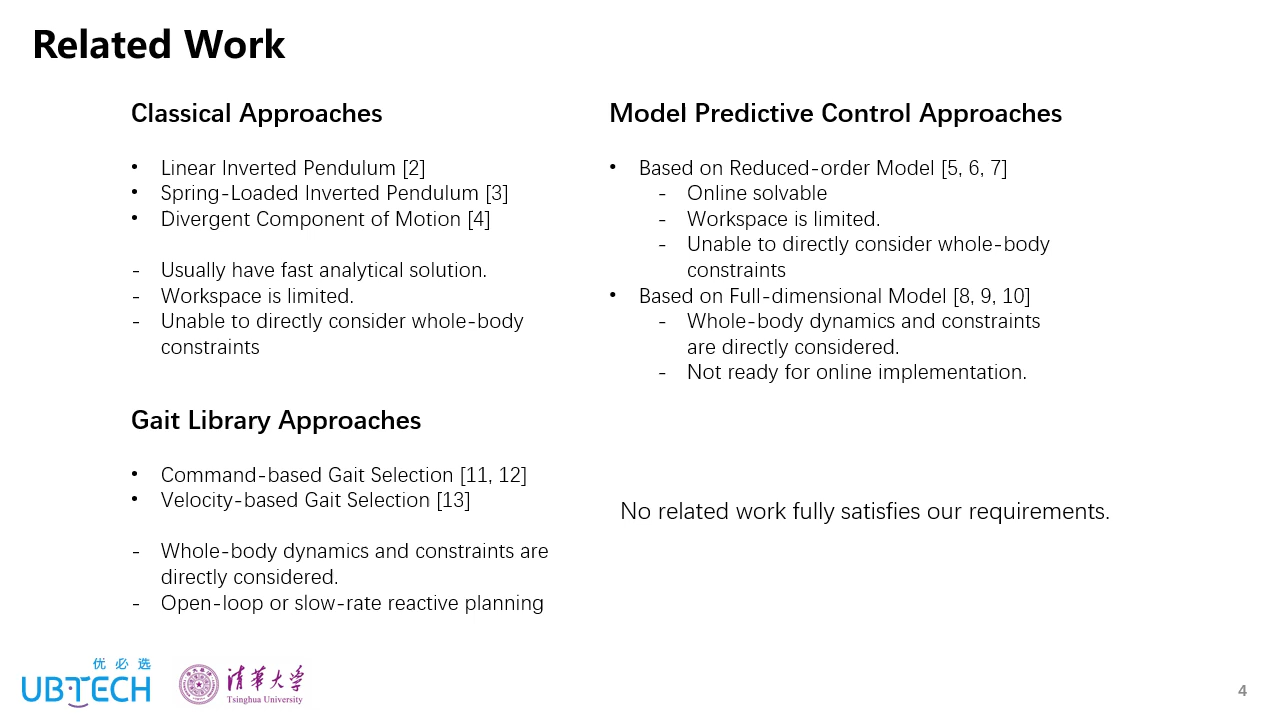 Related Work
Classical Approaches
• Linear Inverted Pendulum [2]
• Spring-Loaded Inverted Pendulum [3]
• Divergent Component of Motion [4]
- Usually have fast analytical solution.
- Workspace is limited.
- Unable to directly consider whole-body
constraints
Gait Library Approaches
• Command-based Gait Selection [11, 12]
• Velocity-based Gait Selection [13]
- Whole-body dynamics and constraints are
directly considered.
- Open-loop or slow-rate reactive planning
Model Predictive Control Approaches
• Based on Reduced-order Model [5, 6, 7]
- Online solvable
- Workspace is limited.
- Unable to directly consider whole-body
constraints
• Based on Full-dimensional Model [8, 9, 10]
- Whole-body dynamics and constraints
are directly considered.
- Not ready for online implementation.
No related work fully satisfies our requirements.
优必选
UBTECH
清华大学
Tsinghua University
4